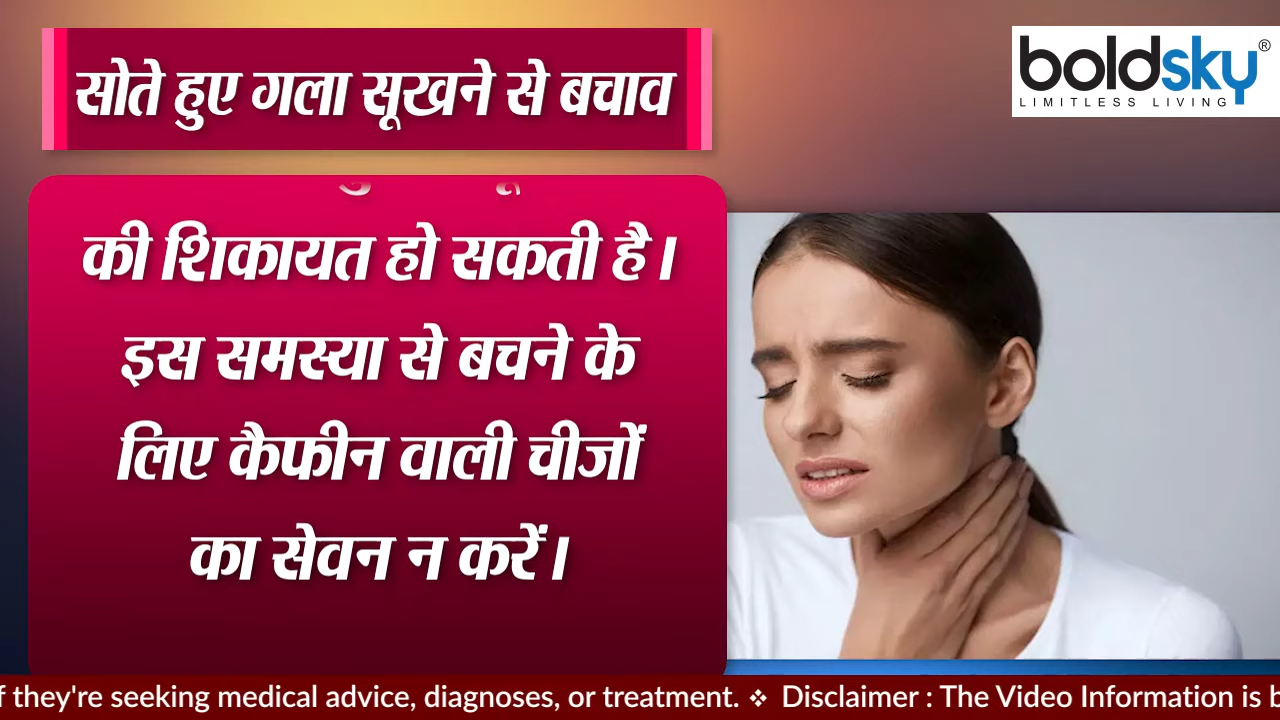 सोते हुए गला सूखने से बचाव
boldsky®
LIMITLESS LIVING
की शिकायत हो सकती है।
इस समस्या से बचने के
लिए कैफीन वाली चीजों
का सेवन न करें।
they're seeking medical advice, diagnoses, or treatment. ❖ Disclaimer : The Video Information is